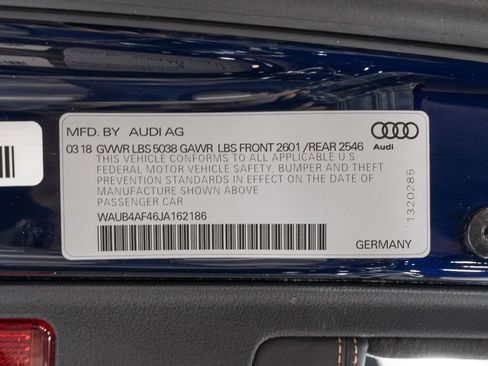 MFD. BY AUDI AG
03 18 GVWR LBS 5038 GAWR LBS FRONT 2601 /REAR 2546
THIS VEHICLE CONFORMS TO ALL APPLICABLE U S
FEDERAL MOTOR VEHICLE SAFETY, BUMPER AND THEFT
PREVENTION STANDARDS IN EFFECT ON THE DATE OF
MANUFACTURE SHOWN ABOVE
PASSENGER CAR
WAUB4AF46JA162186
GERMANY
Audi
1320285